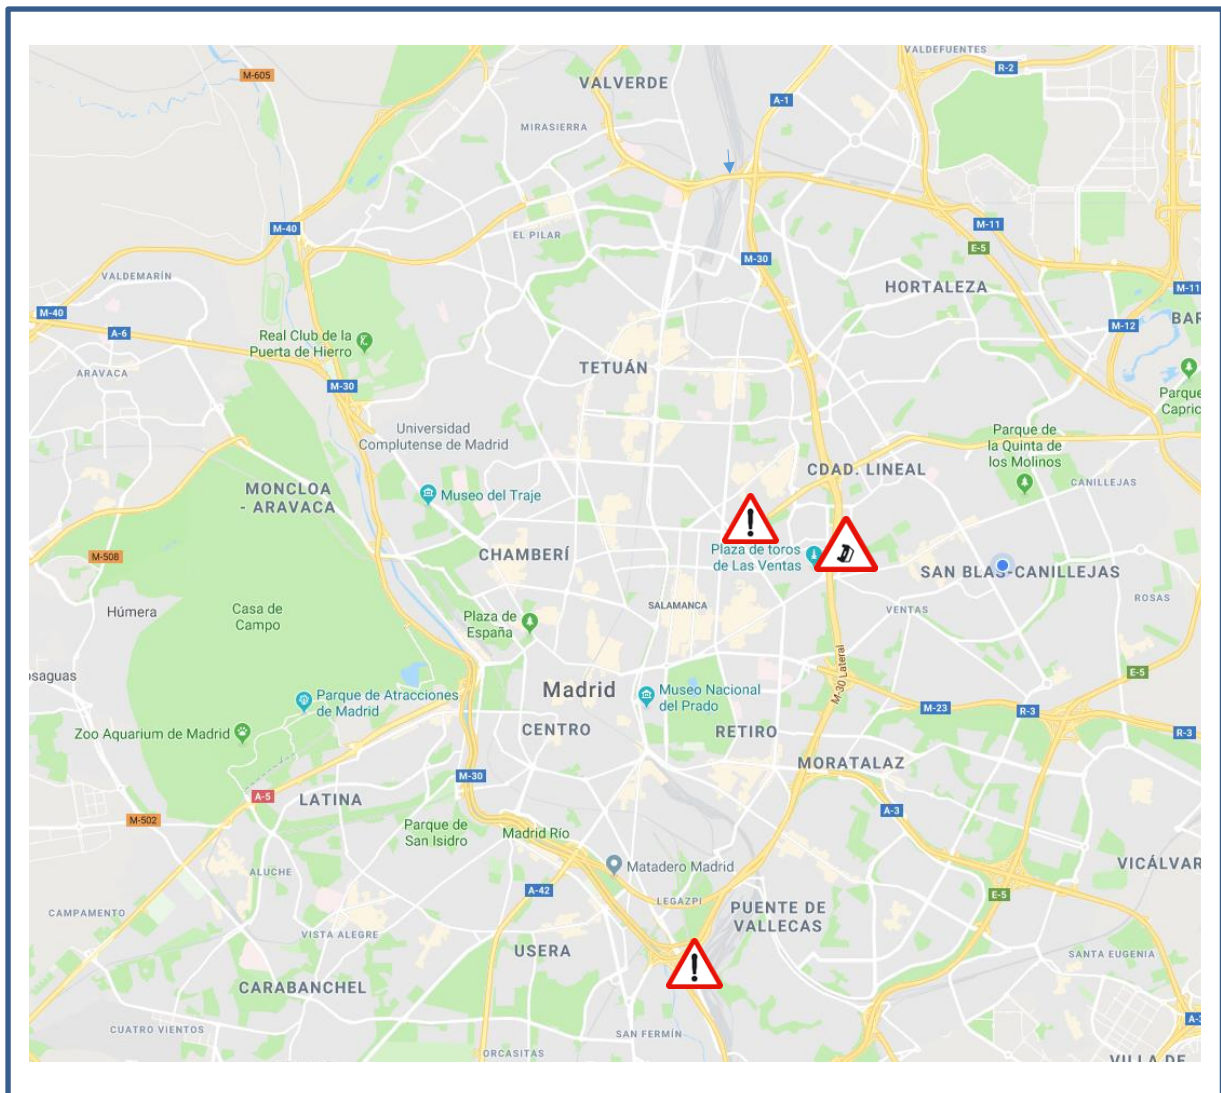 VALDEFUENTES
R-2
M-605
VALVERDE
A-1
MIRASIERRA
M-40
EL PILAR
M-11
E-5
M-30
VALDEMARÍN
HORTALEZA
M-11
M-40
BAR
A-6
Real Club de la
Puerta de Hierro
M-12
TETUÁN
ARAVACA
M-30
Parque
Capric
Universidad
Complutense de Madrid
Parque de
la Quinta de
los Molinos
CDAD. LINEAL
CANILLEJAS
MONCLOA
- ARAVACA
Museo del Traje
!
M-508
CHAMBERÍ
Plaza de toros
de Las Ventas
SAN BLAS-CANILLEJAS
ROSAS
Húmera
Casa de
Campo
SALAMANCA
VENTAS
Plaza de
España
osaguas
E-5
M-30 Lateral
Parque de Atracciones
de Madrid
Madrid
Museo Nacional
del Prado
M-23
R-3
Zoo Aquarium de Madrid
CENTRO
RETIRO
R-3
MORATALAZ
M-30
A-5
LATINA
A-3
M-502
Parque de
San Isidro
Madrid Río
Matadero Madrid
VICÁLVAR
ALUCHE
A-42
E-5
LEGAZPI
CAMPAMENTO
PUENTE DE
VALLECAS
VISTA ALEGRE
USERA
SANTA EUGENIA
!
CARABANCHEL
CUATRO VIENTOS
SAN FERMÍN
A-3
ORCASITAS
VILLA DE